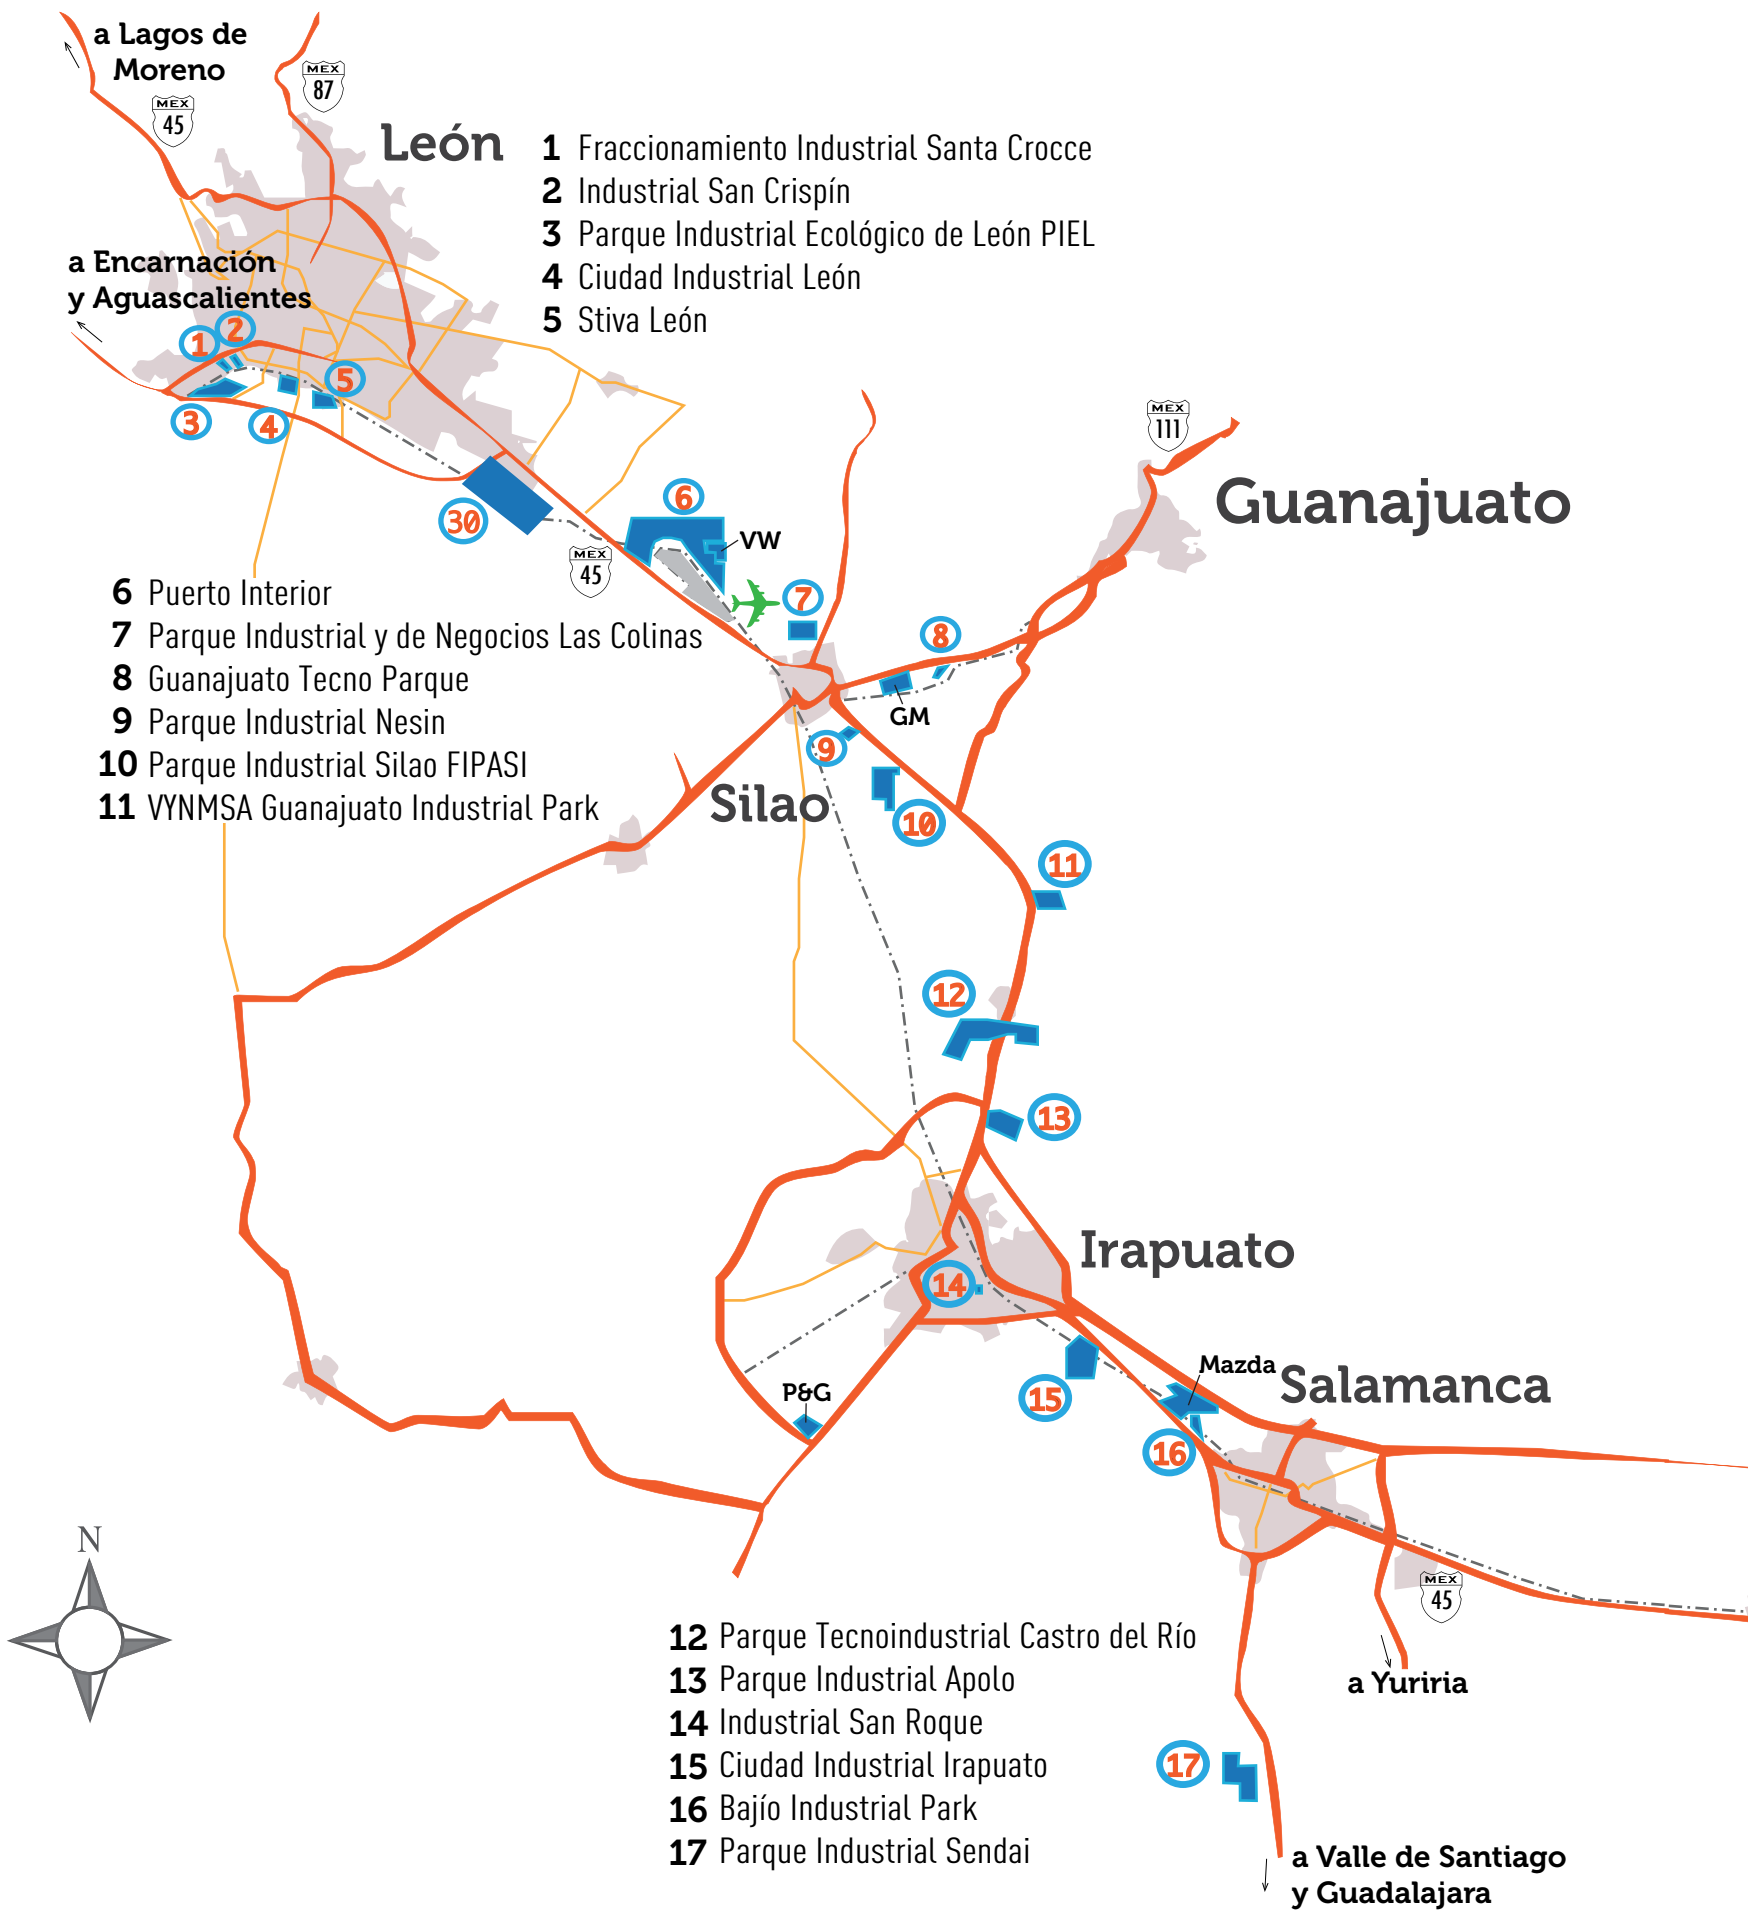 a Lagos de
Moreno
MEX
45
MEX
87
León
1 Fraccionamiento Industrial Santa Crocce
2 Industrial San Crispín
3 Parque Industrial Ecológico de León PIEL
4 Ciudad Industrial León
5 Stiva León
a Encarnación
y Aguascalientes
1
2
3
4
5
30
MEX
45
6
VW
7
8
GM
9
10
11
MEX
111
Guanajuato
6 Puerto Interior
7 Parque Industrial y de Negocios Las Colinas
8 Guanajuato Tecno Parque
9 Parque Industrial Nesin
10 Parque Industrial Silao FIPASI
11 VYNMSA Guanajuato Industrial Park
Silao
12
13
Irapuato
14
15
P&G
Mazda
Salamanca
16
N
MEX
45
a Yuriria
12 Parque Tecnoindustrial Castro del Río
13 Parque Industrial Apolo
14 Industrial San Roque
15 Ciudad Industrial Irapuato
16 Bajío Industrial Park
17 Parque Industrial Sendai
17
a Valle de Santiago
y Guadalajara